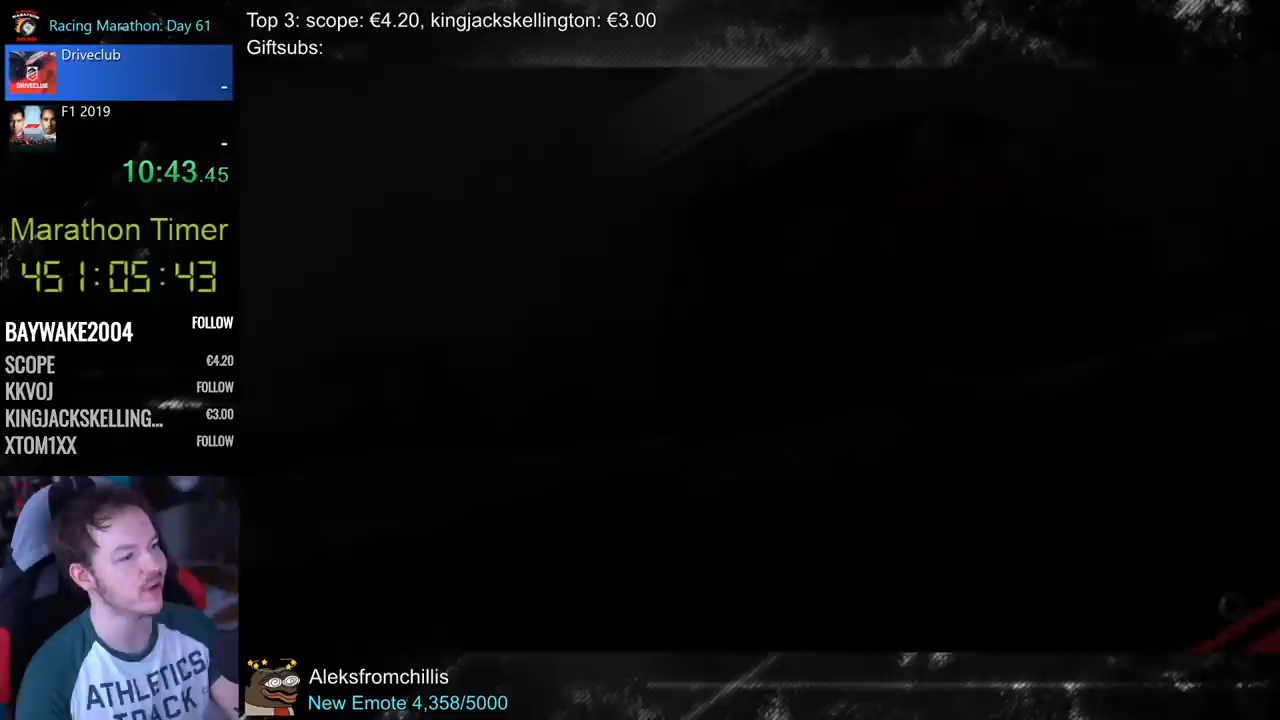 Top 3: scope: €4.20, kingjackskellington: €3.00
Giftsubs:
Racing Marathon: Day 61
Driveclub
-
F1 2019
-
10:43.45
Marathon Timer
451:05:43
BAYWAKE2004 FOLLOW
SCOPE €4.20
KKVOJ FOLLOW
KINGJACKSKELLING... €3.00
XTOM1XX FOLLOW
ATHLETICS
TRACK
Aleksfromchillis
New Emote 4,358/5000
DRIVECLUB